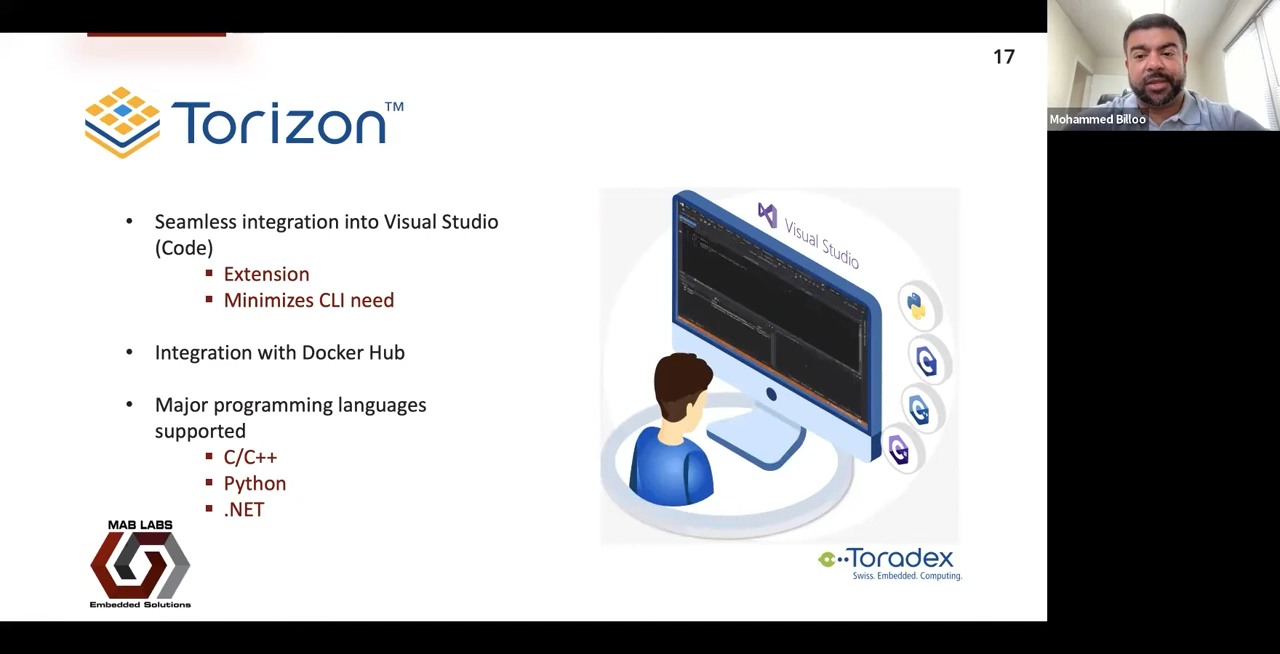 17
Mohammed Billoo
Torizon™
• Seamless integration into Visual Studio
(Code)
▪ Extension
▪ Minimizes CLI need
• Integration with Docker Hub
• Major programming languages
supported
▪ C/C++
▪ Python
▪ .NET
Visual Studio
MAB LABS
Embedded Solutions
Toradex
Swiss. Embedded. Computing.